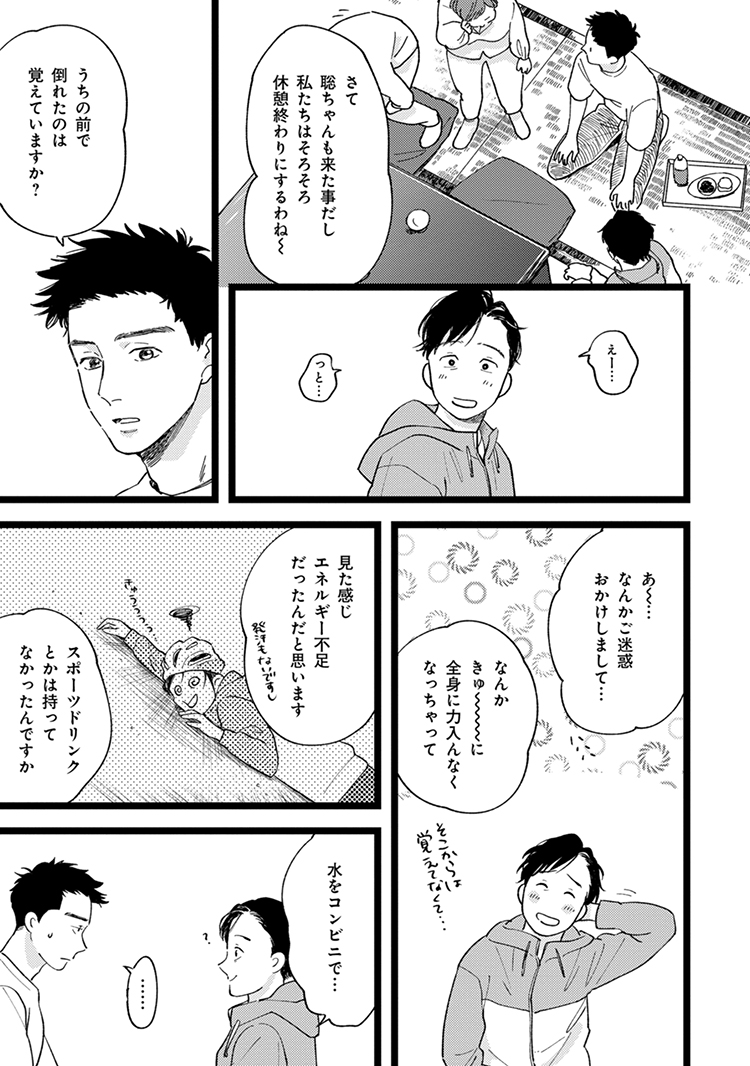 さて
聡ちゃんも来た事だし
私たちはそろそろ
休憩終わりにするわね〜
うちの前で
倒れたのは
覚えていますか？
えー…
っと…
あ〜…
なんかご迷惑
おかけしまして…
なんか
きゅ〜〜〜に
全身に力入んなく
なっちゃって
そこからは
覚えてなくて…
見た感じ
エネルギー不足
だったんだと思います
発汗もないですし
きゅうぅぅぅ…
スポーツドリンク
とかは持って
なかったんですか
水をコンビニで…
?
……